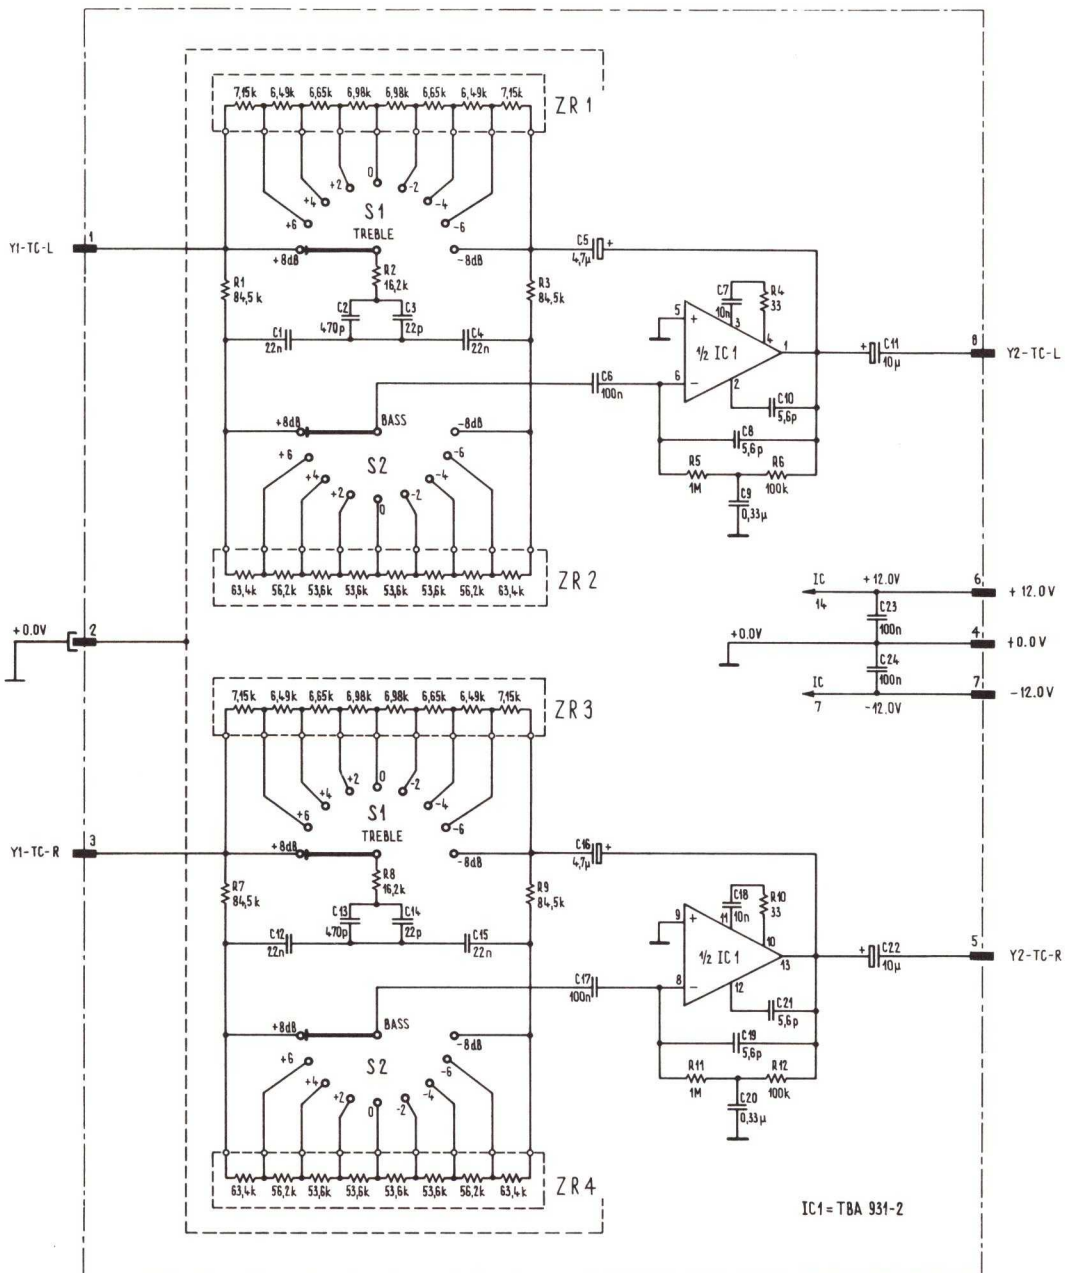 7,15k 6,49k 6,65k 6,98k 6,98k 6,65k 6,49k 7,15k
ZR 1
0
+2 -2
+4 -4
S1
+6 -6
TREBLE
Y1-TC-L 1
+8dB -8dB
C5
4,7µ +
R1
84,5k
R2
16,2k
R3
84,5k
C2
470p
C3
22p
C1
22n
C4
22n
C7
10n
R4
33
5 + 3 4
½ IC 1
1
6 − 2
+ C11
10µ
8
Y2-TC-L
C6
100n
C10
5,6p
C8
5,6p
R5
1M
R6
100k
C9
0,33µ
BASS
+8dB -8dB
+6 -6
S2
+4 -4
+2 -2
0
ZR 2
63,4k 56,2k 53,6k 53,6k 53,6k 53,6k 56,2k 63,4k
IC +12.0V 6
+12.0V
14
C23
100n
+0.0V 4
+0.0V
C24
100n
IC 7
-12.0V
7 -12.0V
+0.0V 2
7,15k 6,49k 6,65k 6,98k 6,98k 6,65k 6,49k 7,15k
ZR3
0
+2 -2
+4 -4
S1
+6 -6
TREBLE
Y1-TC-R 3
+8dB -8dB
C16
4,7µ +
R7
84,5k
R8
16,2k
R9
84,5k
C13
470p
C14
22p
C12
22n
C15
22n
C18
10n
R10
33
9 + 11 10
½ IC 1
13
8 − 12
+ C22
10µ
5
Y2-TC-R
C17
100n
C21
5,6p
C19
5,6p
R11
1M
R12
100k
C20
0,33µ
BASS
+8dB -8dB
+6 -6
S2
+4 -4
+2 -2
0
ZR4
63,4k 56,2k 53,6k 53,6k 53,6k 53,6k 56,2k 63,4k
IC1 = TBA 931-2